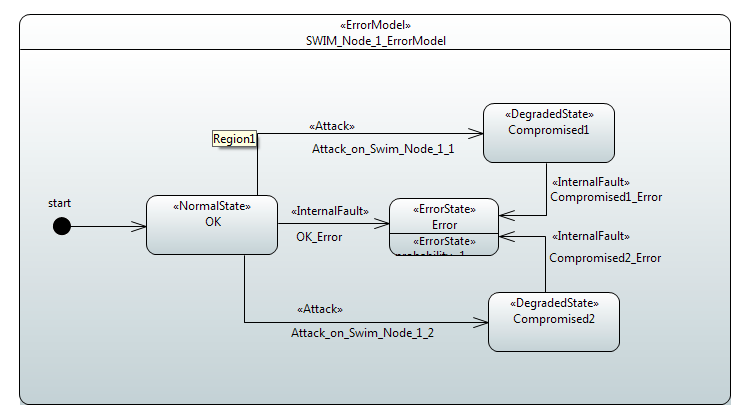 «ErrorModel»
SWIM_Node_1_ErrorModel
«DegradedState»
Compromised1
«Attack»
Region1
Attack_on_Swim_Node_1_1
«InternalFault»
Compromised1_Error
start
«NormalState»
OK
«InternalFault»
OK_Error
«ErrorState»
Error
«ErrorState»
«InternalFault»
Compromised2_Error
«Attack»
Attack_on_Swim_Node_1_2
«DegradedState»
Compromised2